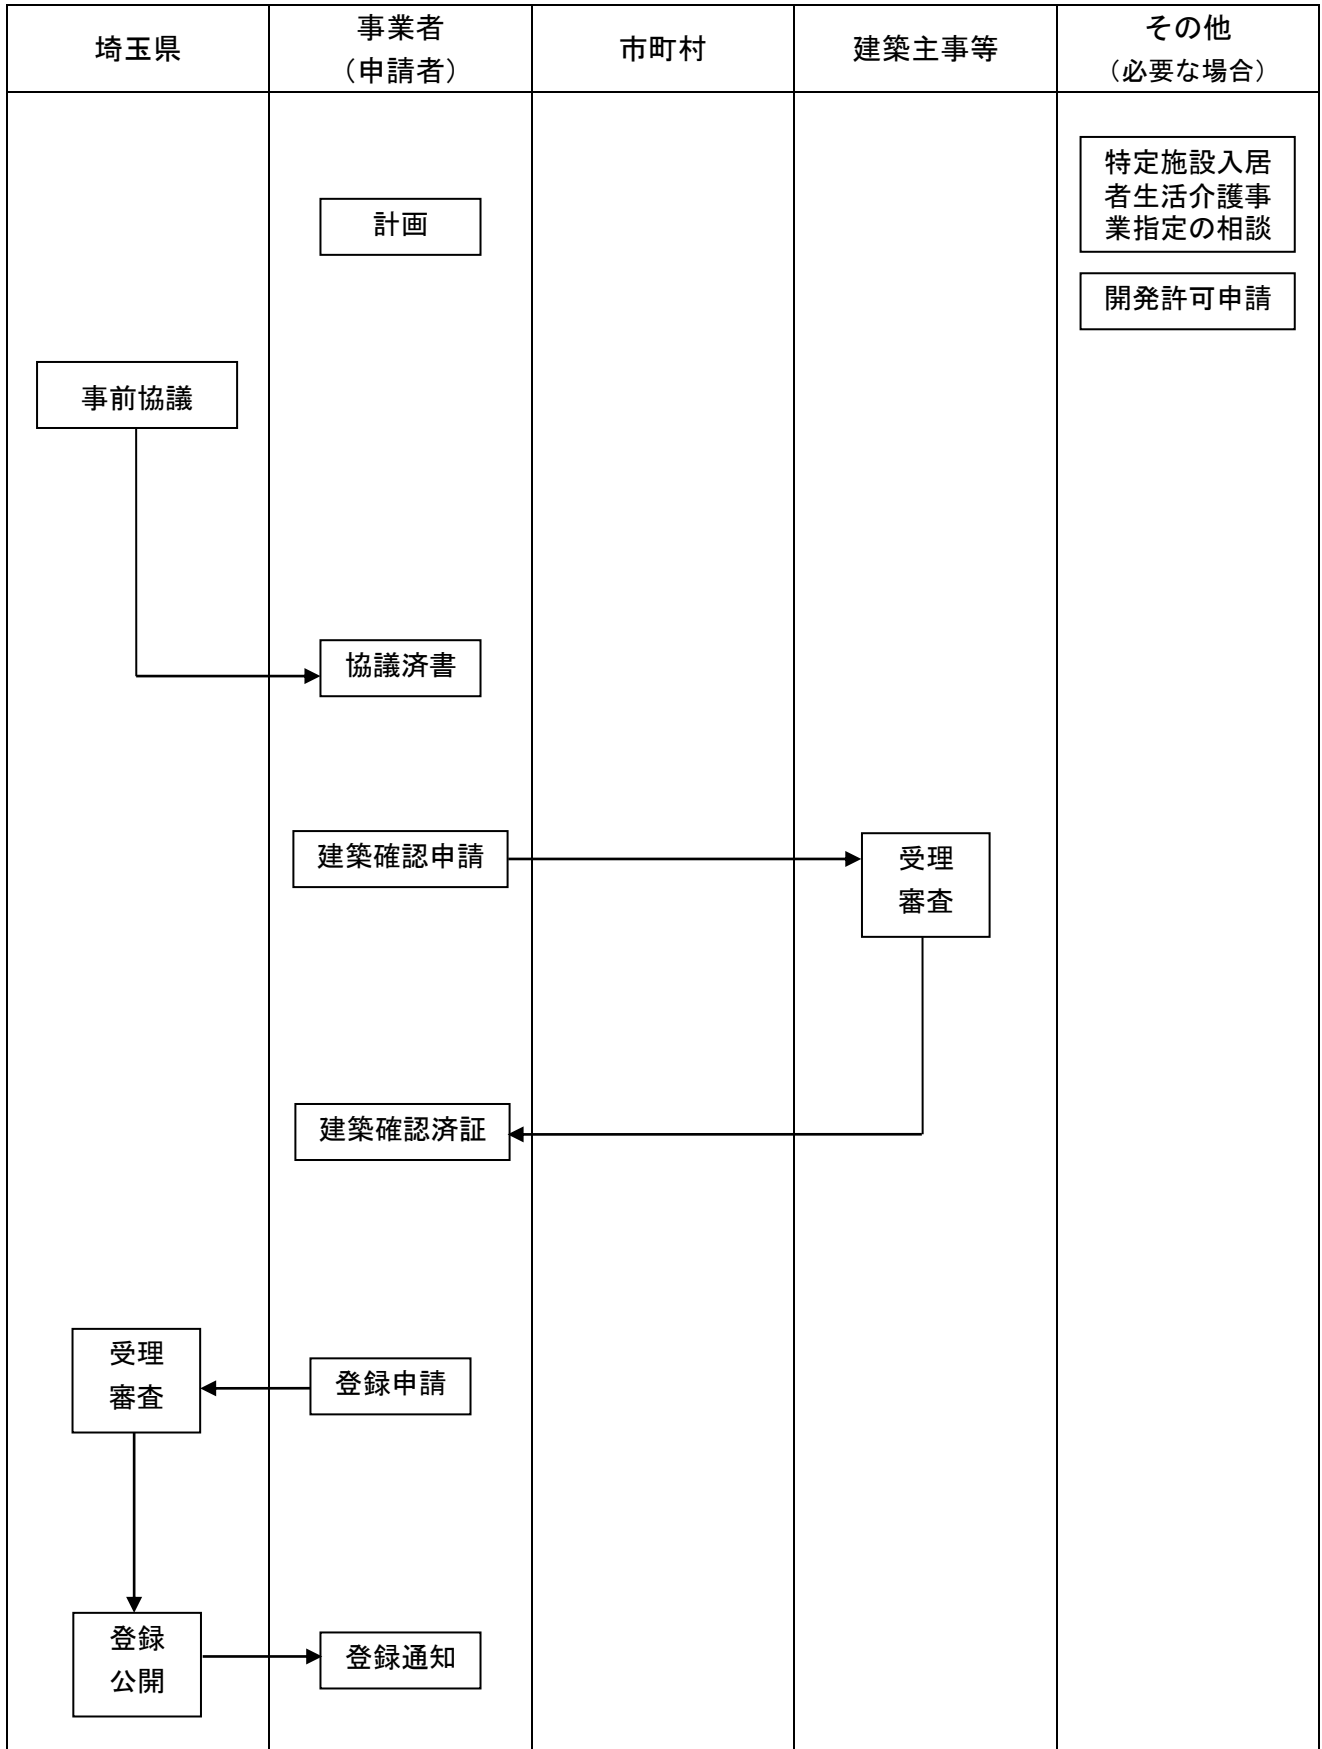 埼玉県
事業者
（申請者）
市町村
建築主事等
その他
（必要な場合）
特定施設入居
者生活介護事
業指定の相談
計画
開発許可申請
事前協議
協議済書
建築確認申請
受理
審査
建築確認済証
受理
審査
登録申請
登録
公開
登録通知